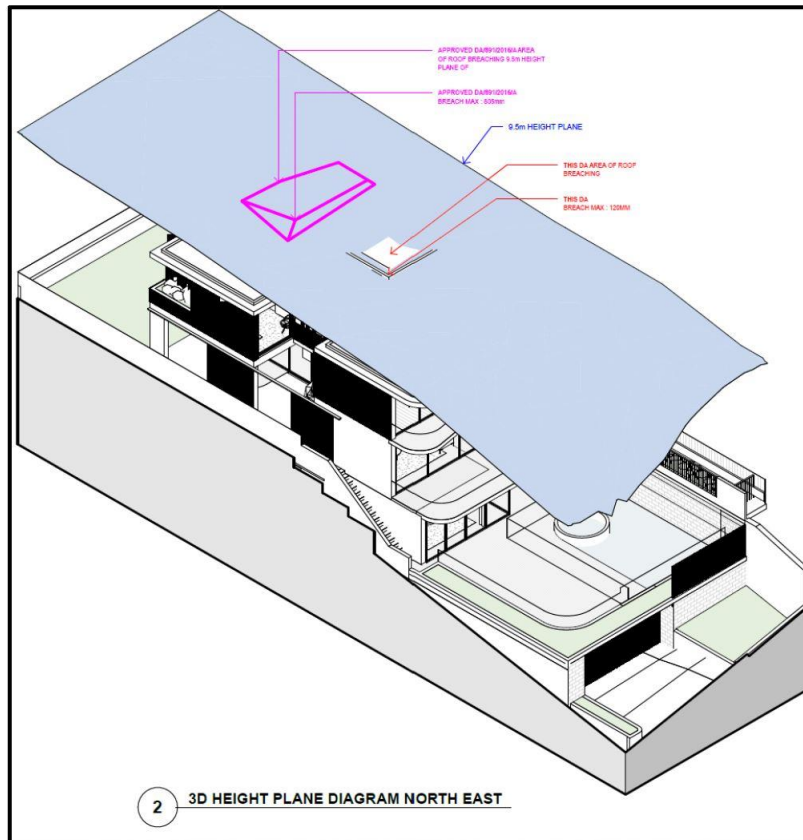 APPROVED DA/891/2016/A AREA
OF ROOF BREACHING 9.5m HEIGHT
PLANE OF
APPROVED DA/891/2016/A
BREACH MAX : 809mm
9.5m HEIGHT PLANE
THIS DA AREA OF ROOF
BREACHING
THIS DA
BREACH MAX : 120MM
2
3D HEIGHT PLANE DIAGRAM NORTH EAST